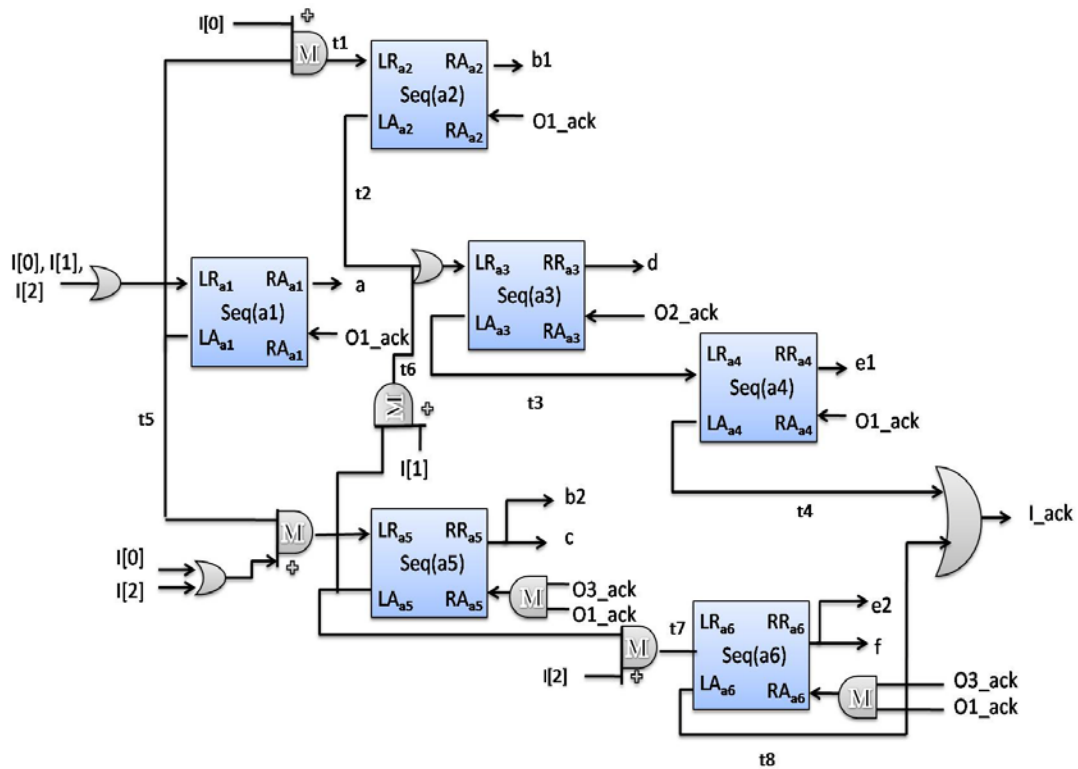 I[0]
+
M
t1
LRa2 RAa2
Seq(a2)
LAa2 RAa2
b1
O1_ack
t2
I[0], I[1],
I[2]
LRa1 RAa1
Seq(a1)
LAa1 RAa1
a
O1_ack
LRa3 RRa3
Seq(a3)
LAa3 RAa3
d
O2_ack
t6
M
+
I[1]
t3
LRa4 RRa4
Seq(a4)
LAa4 RAa4
e1
O1_ack
t5
t4
I_ack
M
+
I[0]
I[2]
LRa5 RRa5
Seq(a5)
LAa5 RAa5
b2
c
M
O3_ack
O1_ack
M
+
I[2]
t7
LRa6 RRa6
Seq(a6)
LAa6 RAa6
e2
f
M
O3_ack
O1_ack
t8